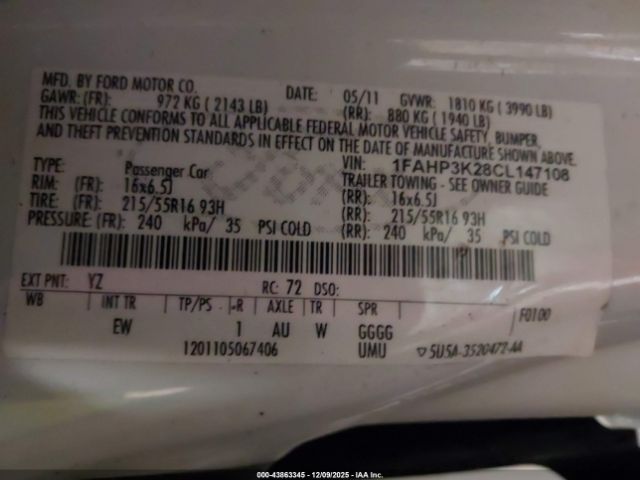 MFD. BY FORD MOTOR CO. DATE: 05/11 GVWR: 1810 KG ( 3990 LB)
GAWR: (FR): 972 KG ( 2143 LB) (RR): 880 KG ( 1940 LB)
THIS VEHICLE CONFORMS TO ALL APPLICABLE FEDERAL MOTOR VEHICLE SAFETY, BUMPER,
AND THEFT PREVENTION STANDARDS IN EFFECT ON THE DATE OF MANUFACTURE SHOWN ABOVE.
VIN: 1FAHP3K28CL147108
TYPE: Passenger Car TRAILER TOWING - SEE OWNER GUIDE
RIM: (FR): 16x6.5J (RR): 16x6.5J
TIRE: (FR): 215/55R16 93H (RR): 215/55R16 93H
PRESSURE: (FR): 240 kPa/ 35 PSI COLD (RR): 240 kPa/ 35 PSI COLD
EXT PNT: YZ RC: 72 DSO:
WB INT TR TP/PS R AXLE TR SPR F0100
EW 1 AU W GGGG
1201105067406 UMU ▽ 5U5A-3520472-AA
000-43863345 - 12/09/2025 - IAA Inc.